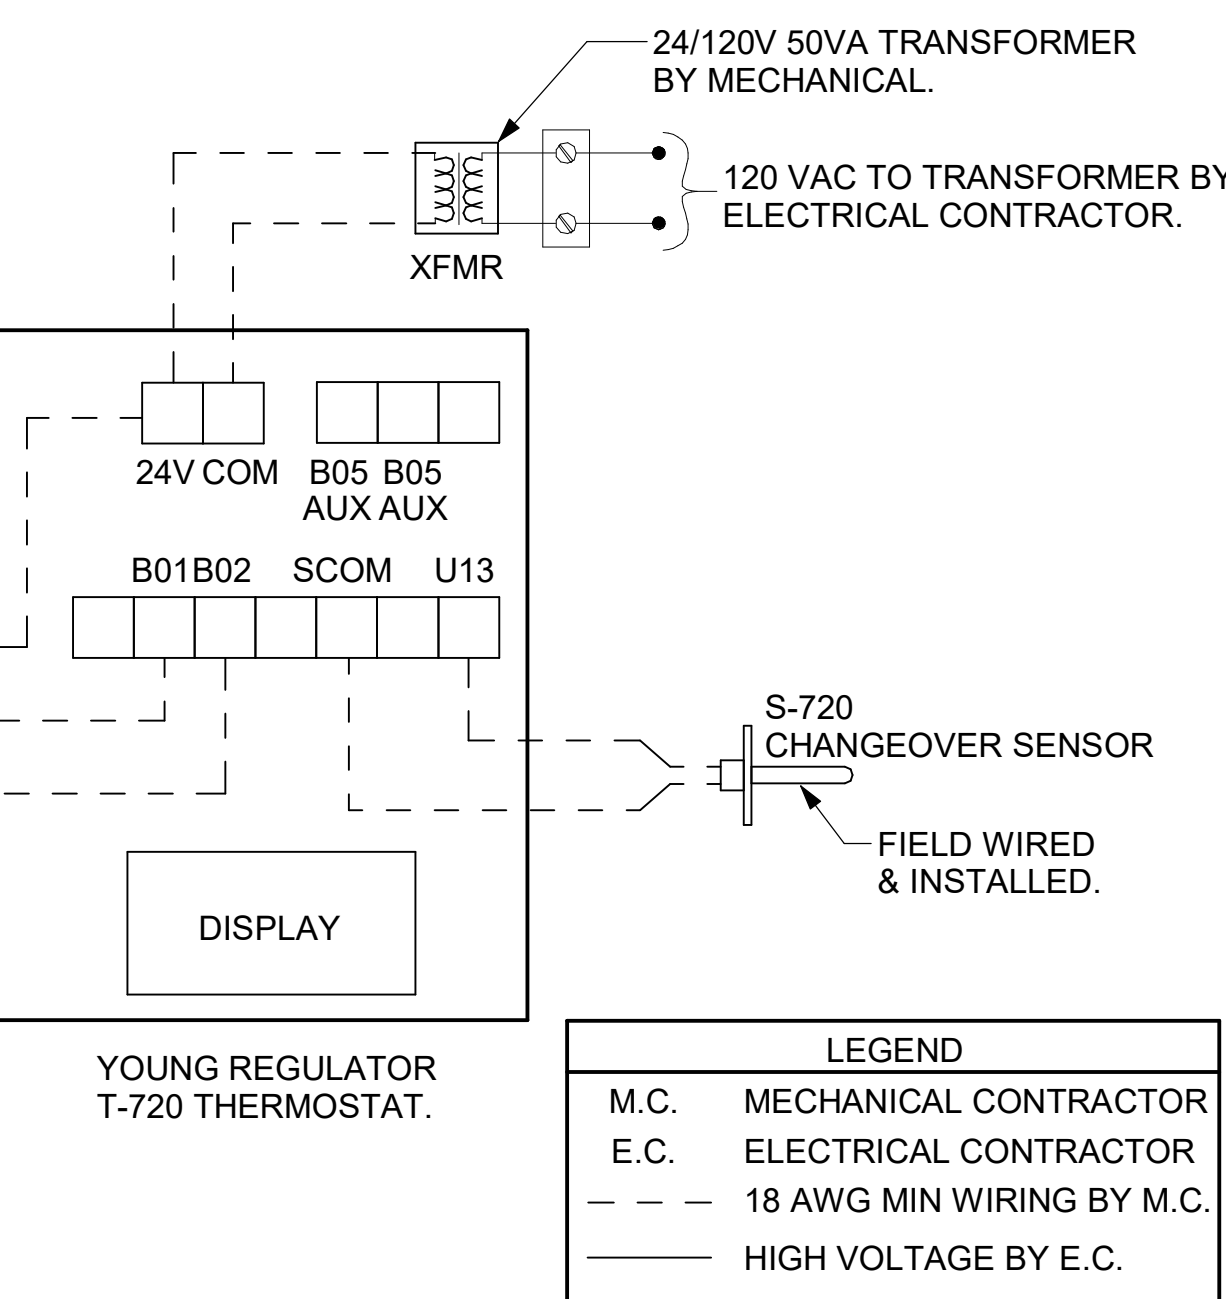 24/120V 50VA TRANSFORMER
BY MECHANICAL.
120 VAC TO TRANSFORMER BY
ELECTRICAL CONTRACTOR.
XFMR
24V COM B05 B05
AUX AUX
B01 B02 SCOM U13
S-720
CHANGEOVER SENSOR
FIELD WIRED
& INSTALLED.
DISPLAY
YOUNG REGULATOR
T-720 THERMOSTAT.
LEGEND
M.C. MECHANICAL CONTRACTOR
E.C. ELECTRICAL CONTRACTOR
18 AWG MIN WIRING BY M.C.
HIGH VOLTAGE BY E.C.